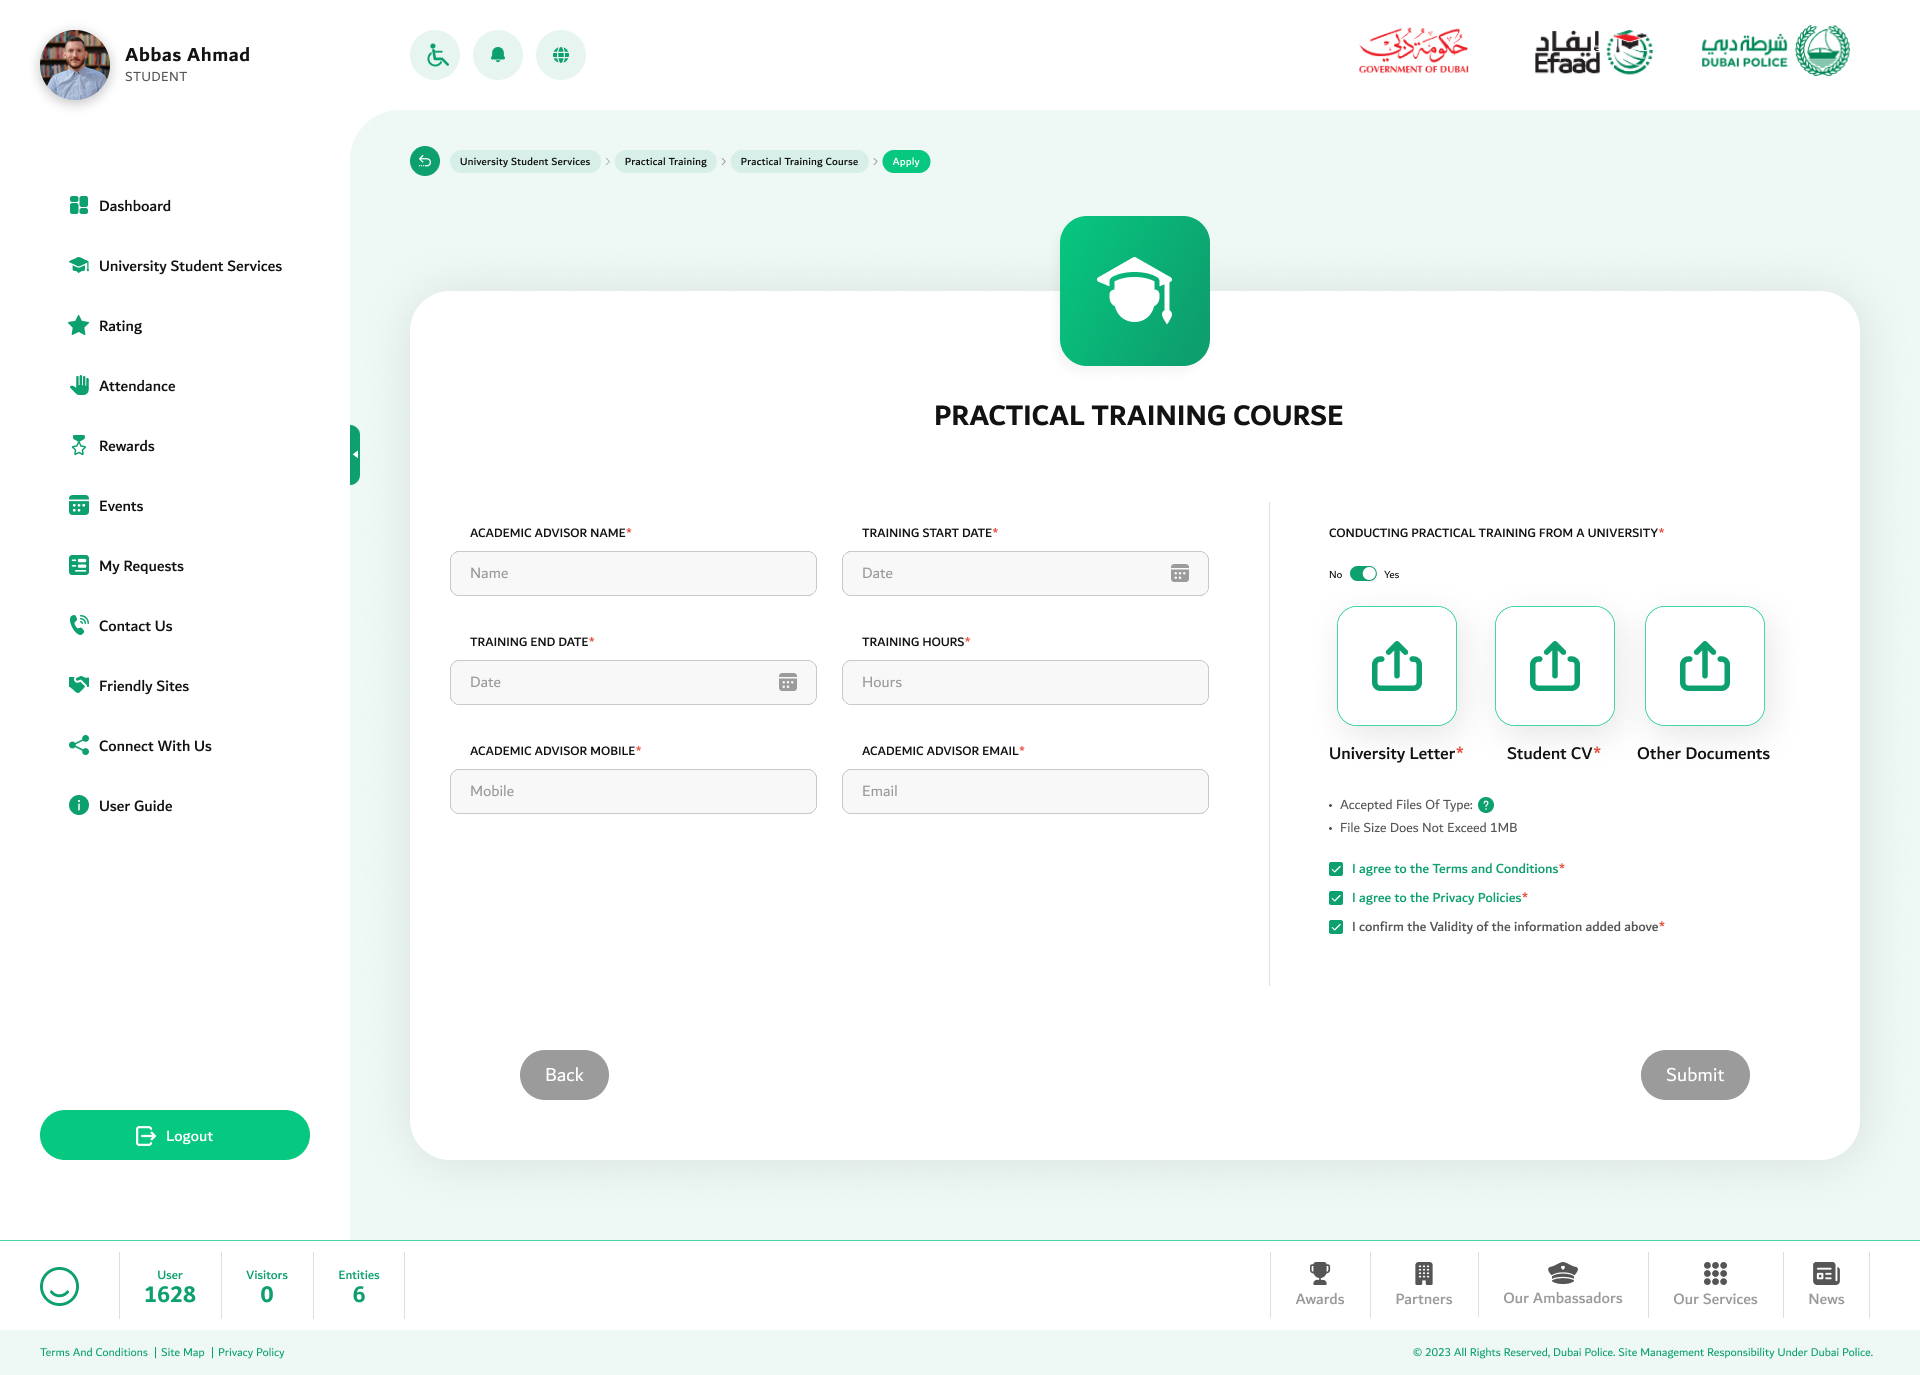 Abbas Ahmad
STUDENT
حكومة دبي
GOVERNMENT OF DUBAI
إيفاد
Efaad
شرطة دبي
DUBAI POLICE
University Student Services
Practical Training
Practical Training Course
Apply
Dashboard
University Student Services
Rating
Attendance
Rewards
Events
My Requests
Contact Us
Friendly Sites
Connect With Us
User Guide
Logout
PRACTICAL TRAINING COURSE
ACADEMIC ADVISOR NAME*
Name
TRAINING START DATE*
Date
TRAINING END DATE*
Date
TRAINING HOURS*
Hours
ACADEMIC ADVISOR MOBILE*
Mobile
ACADEMIC ADVISOR EMAIL*
Email
CONDUCTING PRACTICAL TRAINING FROM A UNIVERSITY*
No Yes
University Letter*
Student CV*
Other Documents
• Accepted Files Of Type: ?
• File Size Does Not Exceed 1MB
I agree to the Terms and Conditions*
I agree to the Privacy Policies*
I confirm the Validity of the information added above*
Back
Submit
User
1628
Visitors
0
Entities
6
Awards
Partners
Our Ambassadors
Our Services
News
Terms And Conditions | Site Map | Privacy Policy
© 2023 All Rights Reserved, Dubai Police. Site Management Responsibility Under Dubai Police.